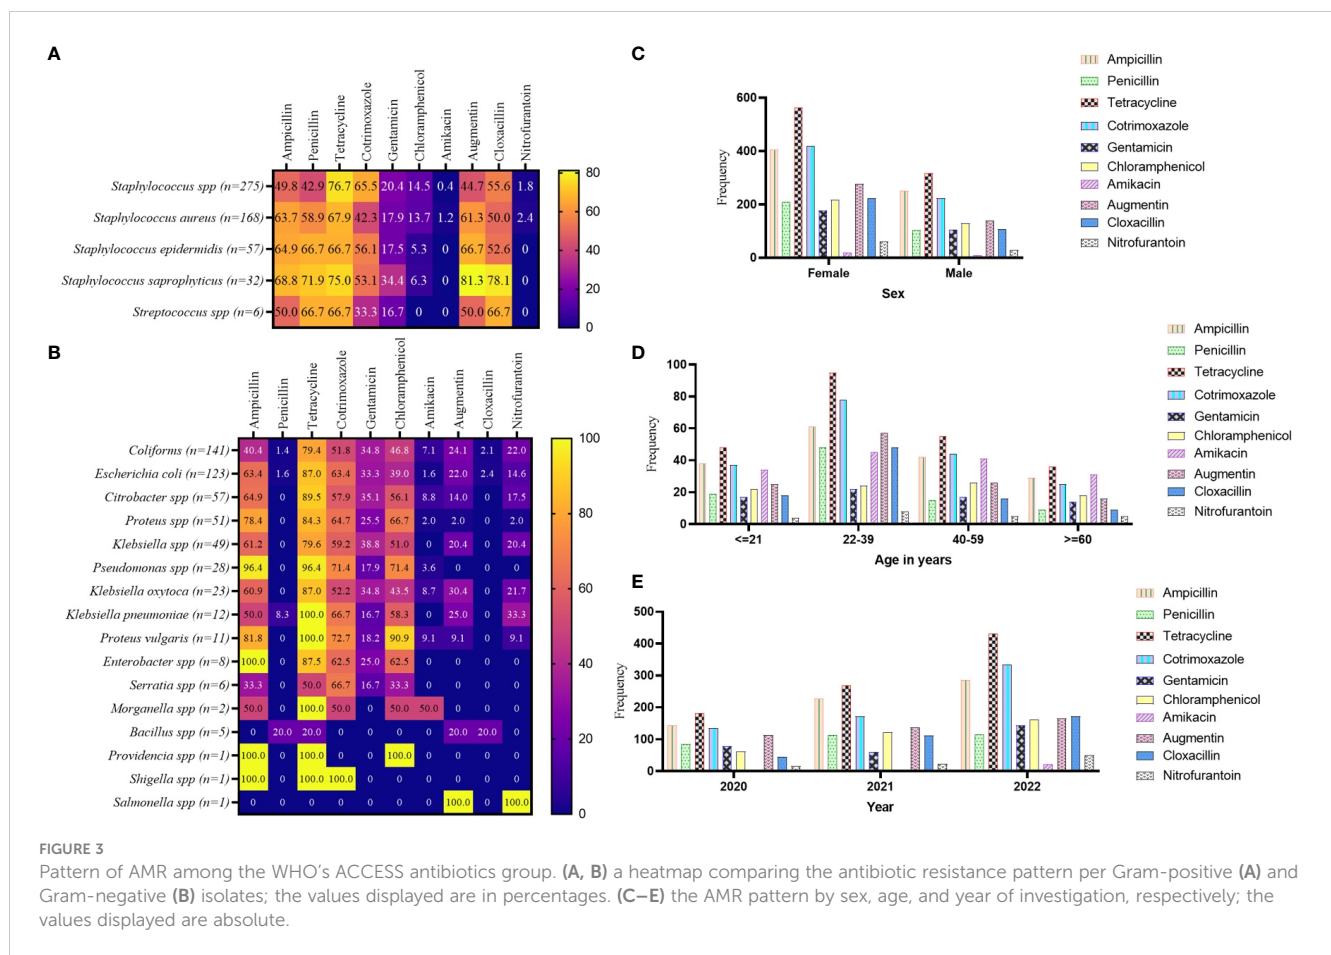 A
Ampicillin
Penicillin
Tetracycline
Cotrimoxazole
Gentamicin
Chloramphenicol
Amikacin
Augmentin
Cloxacillin
Nitrofurantoin
Staphylococcus spp (n=275) 49.8 42.9 76.7 65.5 20.4 14.5 0.4 44.7 55.6 1.8
Staphylococcus aureus (n=168) 63.7 58.9 67.9 42.3 17.9 13.7 1.2 61.3 50.0 2.4
Staphylococcus epidermidis (n=57) 64.9 66.7 66.7 56.1 17.5 5.3 0 66.7 52.6 0
Staphylococcus saprophyticus (n=32) 68.8 71.9 75.0 53.1 34.4 6.3 0 81.3 78.1 0
Streptococcus spp (n=6) 50.0 66.7 66.7 33.3 16.7 0 0 50.0 66.7 0
80
60
40
20
0
B
Ampicillin
Penicillin
Tetracycline
Cotrimoxazole
Gentamicin
Chloramphenicol
Amikacin
Augmentin
Cloxacillin
Nitrofurantoin
Coliforms (n=141) 40.4 1.4 79.4 51.8 34.8 46.8 7.1 24.1 2.1 22.0
Escherichia coli (n=123) 63.4 1.6 87.0 63.4 33.3 39.0 1.6 22.0 2.4 14.6
Citrobacter spp (n=57) 64.9 0 89.5 57.9 35.1 56.1 8.8 14.0 0 17.5
Proteus spp (n=51) 78.4 0 84.3 64.7 25.5 66.7 2.0 2.0 0 2.0
Klebsiella spp (n=49) 61.2 0 79.6 59.2 38.8 51.0 0 20.4 0 20.4
Pseudomonas spp (n=28) 96.4 0 96.4 71.4 17.9 71.4 3.6 0 0 0
Klebsiella oxytoca (n=23) 60.9 0 87.0 52.2 34.8 43.5 8.7 30.4 0 21.7
Klebsiella pneumoniae (n=12) 50.0 8.3 100.0 66.7 16.7 58.3 0 25.0 0 33.3
Proteus vulgaris (n=11) 81.8 0 100.0 72.7 18.2 90.9 9.1 9.1 0 9.1
Enterobacter spp (n=8) 100.0 0 87.5 62.5 25.0 62.5 0 0 0 0
Serratia spp (n=6) 33.3 0 50.0 66.7 16.7 33.3 0 0 0 0
Morganella spp (n=2) 50.0 0 100.0 50.0 0 50.0 50.0 0 0 0
Bacillus spp (n=5) 0 20.0 20.0 0 0 0 0 20.0 20.0 0
Providencia spp (n=1) 100.0 0 100.0 0 0 100.0 0 0 0 0
Shigella spp (n=1) 100.0 0 100.0 100.0 0 0 0 0 0 0
Salmonella spp (n=1) 0 0 0 0 0 0 0 100.0 0 100.0
100
80
60
40
20
0
C
Frequency
600
400
200
0
Female Male
Sex
Ampicillin
Penicillin
Tetracycline
Cotrimoxazole
Gentamicin
Chloramphenicol
Amikacin
Augmentin
Cloxacillin
Nitrofurantoin
D
Frequency
100
80
60
40
20
0
<=21 22-39 40-59 >=60
Age in years
Ampicillin
Penicillin
Tetracycline
Cotrimoxazole
Gentamicin
Chloramphenicol
Amikacin
Augmentin
Cloxacillin
Nitrofurantoin
E
Frequency
500
400
300
200
100
0
2020 2021 2022
Year
Ampicillin
Penicillin
Tetracycline
Cotrimoxazole
Gentamicin
Chloramphenicol
Amikacin
Augmentin
Cloxacillin
Nitrofurantoin
FIGURE 3
Pattern of AMR among the WHO's ACCESS antibiotics group. (A, B) a heatmap comparing the antibiotic resistance pattern per Gram-positive (A) and
Gram-negative (B) isolates; the values displayed are in percentages. (C–E) the AMR pattern by sex, age, and year of investigation, respectively; the
values displayed are absolute.